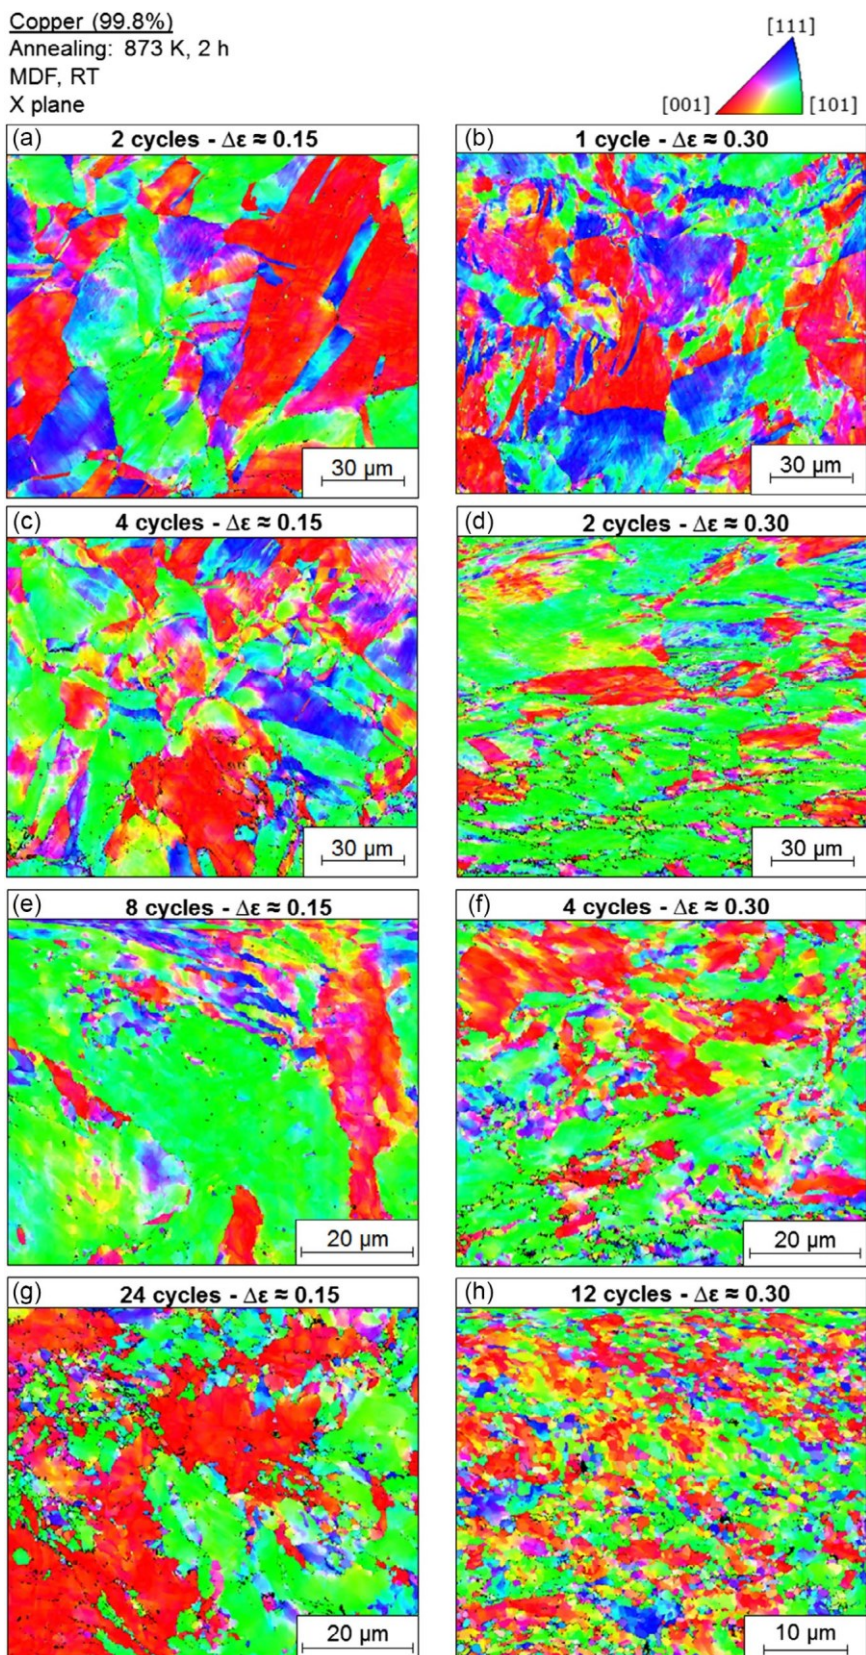 Copper (99.8%)
Annealing: 873 K, 2 h
MDF, RT
X plane
[111]
[001]
[101]
(a) 2 cycles - Δε ≈ 0.15
30 µm
(b) 1 cycle - Δε ≈ 0.30
30 µm
(c) 4 cycles - Δε ≈ 0.15
30 µm
(d) 2 cycles - Δε ≈ 0.30
30 µm
(e) 8 cycles - Δε ≈ 0.15
20 µm
(f) 4 cycles - Δε ≈ 0.30
20 µm
(g) 24 cycles - Δε ≈ 0.15
20 µm
(h) 12 cycles - Δε ≈ 0.30
10 µm